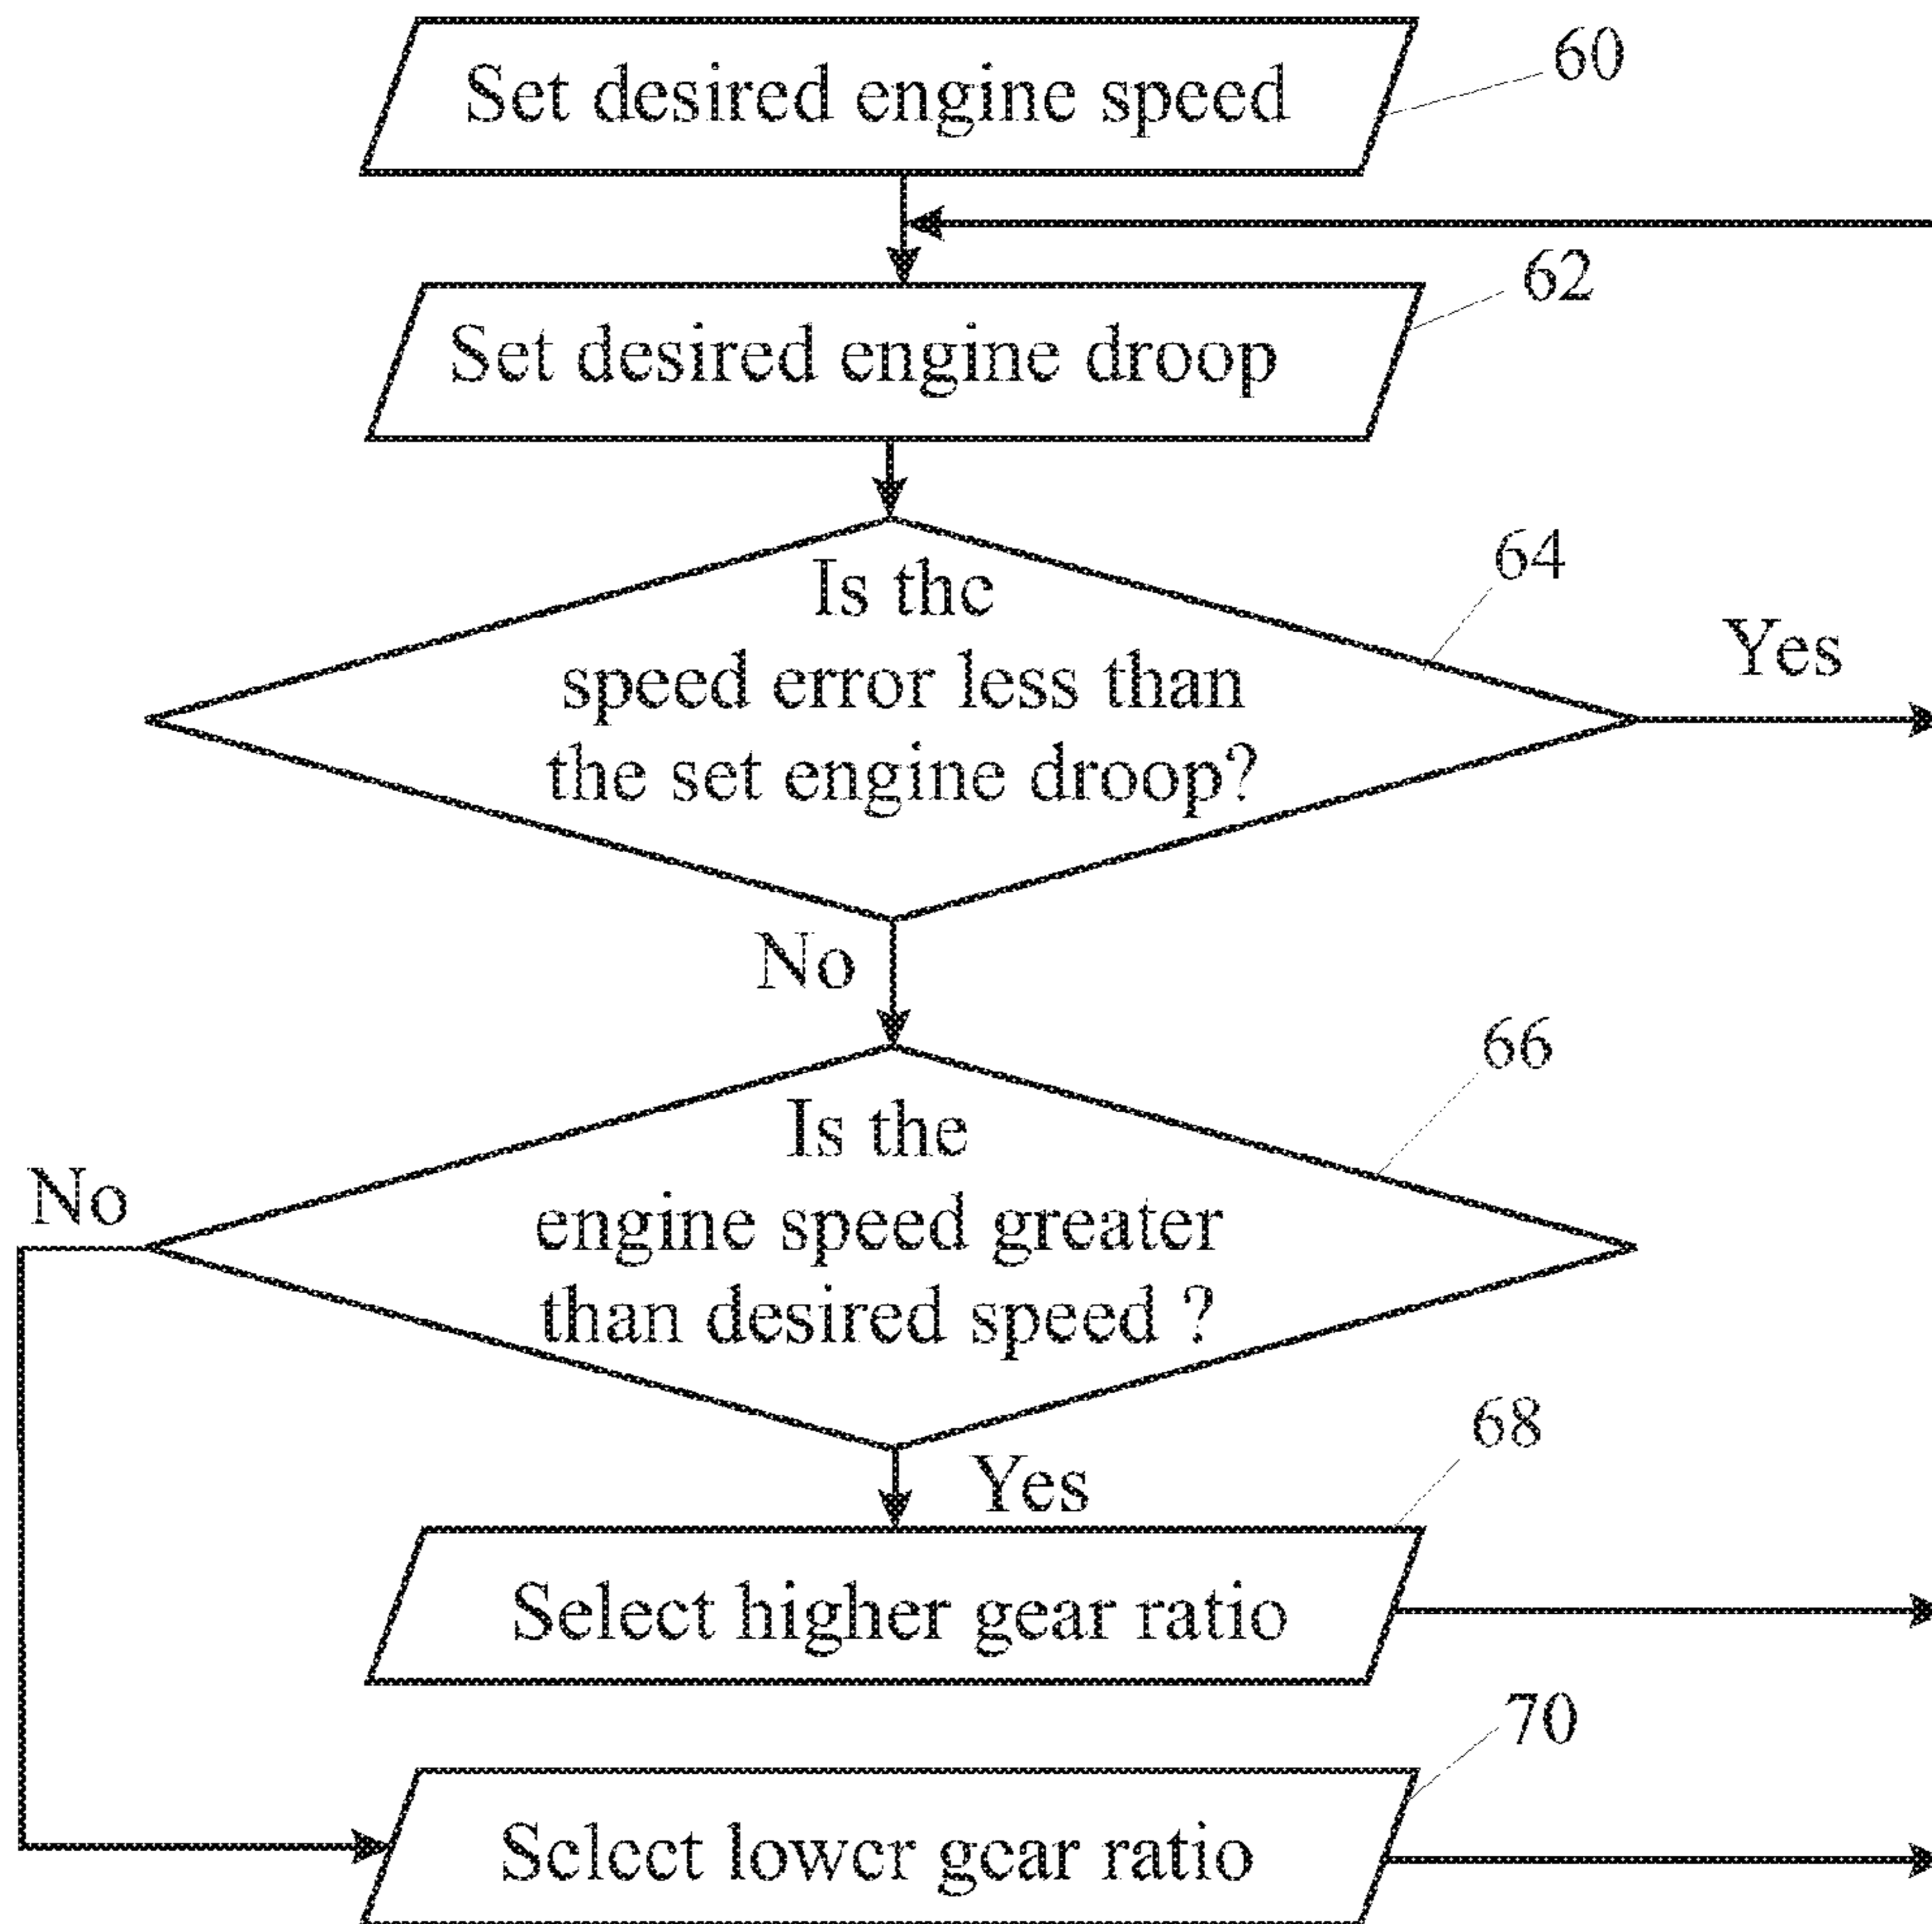 Set desired engine speed
60
Set desired engine droop
62
Is the
speed error less than
the set engine droop?
64
Yes
No
Is the
engine speed greater
than desired speed ?
66
No
Yes
68
Select higher gear ratio
70
Select lower gear ratio